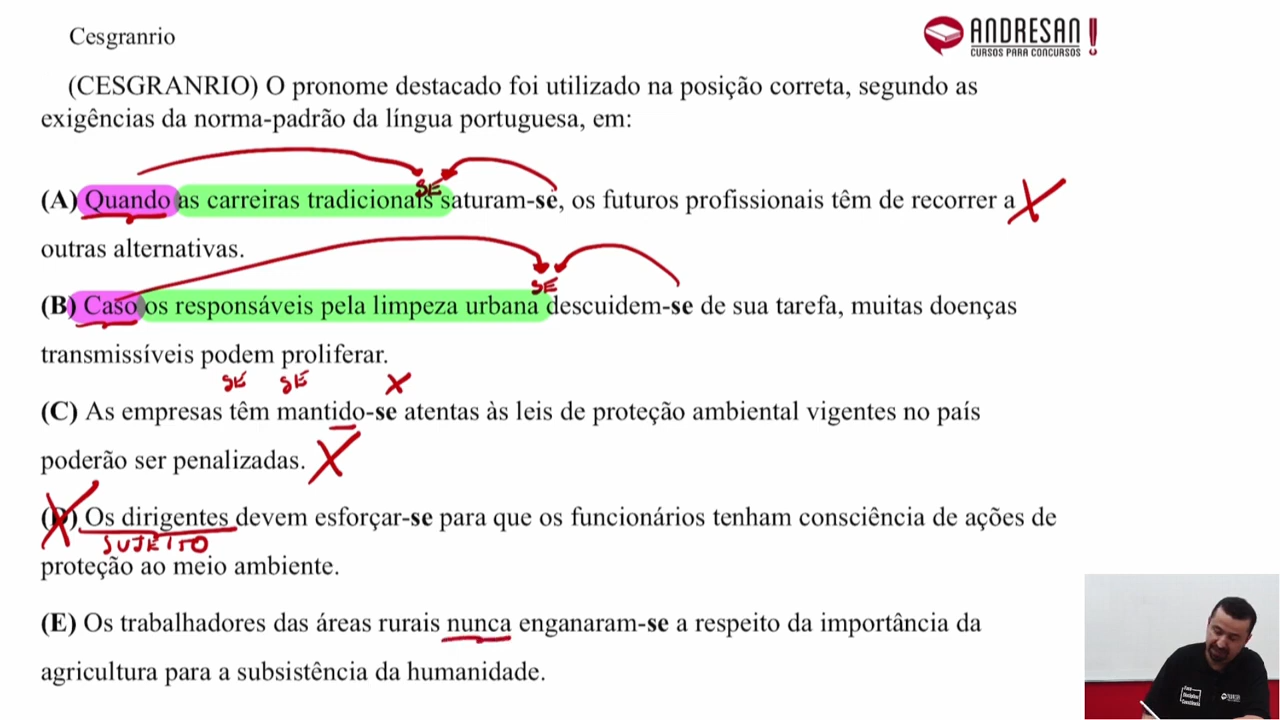 Cesgranrio
ANDRESAN!
CURSOS PARA CONCURSOS
(CESGRANRIO) O pronome destacado foi utilizado na posição correta, segundo as
exigências da norma-padrão da língua portuguesa, em:
SE
(A) Quando as carreiras tradicionais saturam-se, os futuros profissionais têm de recorrer a
outras alternativas.
SE
(B) Caso os responsáveis pela limpeza urbana descuidem-se de sua tarefa, muitas doenças
transmissíveis podem proliferar.
SE SE X
(C) As empresas têm mantido-se atentas às leis de proteção ambiental vigentes no país
poderão ser penalizadas.
(D) Os dirigentes devem esforçar-se para que os funcionários tenham consciência de ações de
SUJEITO
proteção ao meio ambiente.
(E) Os trabalhadores das áreas rurais nunca enganaram-se a respeito da importância da
agricultura para a subsistência da humanidade.